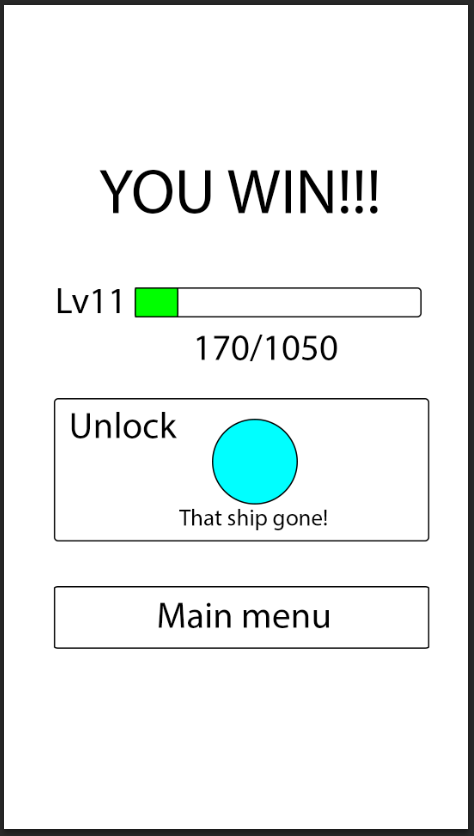 YOU WIN!!!
Lv11
170/1050
Unlock
That ship gone!
Main menu